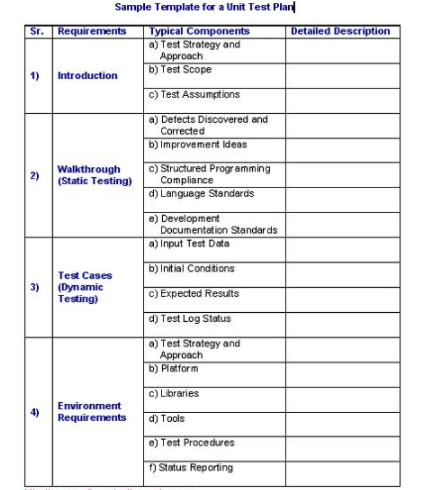 Sample Template for a Unit Test Plan
Sr. Requirements Typical Components Detailed Description
1) Introduction
a) Test Strategy and
Approach
b) Test Scope
c) Test Assumptions
2) Walkthrough
(Static Testing)
a) Defects Discovered and
Corrected
b) Improvement Ideas
c) Structured Programming
Compliance
d) Language Standards
e) Development
Documentation Standards
3) Test Cases
(Dynamic
Testing)
a) Input Test Data
b) Initial Conditions
c) Expected Results
d) Test Log Status
4) Environment
Requirements
a) Test Strategy and
Approach
b) Platform
c) Libraries
d) Tools
e) Test Procedures
f) Status Reporting